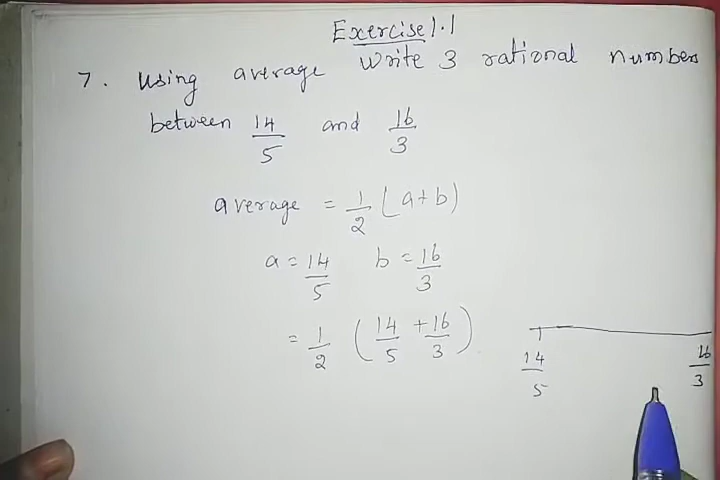 Exercise 1.1
7. Using average write 3 rational numbers
between 14/5 and 16/3
average = 1/2 (a+b)
a = 14/5 b = 16/3
= 1/2 (14/5 + 16/3)
14/5 16/3